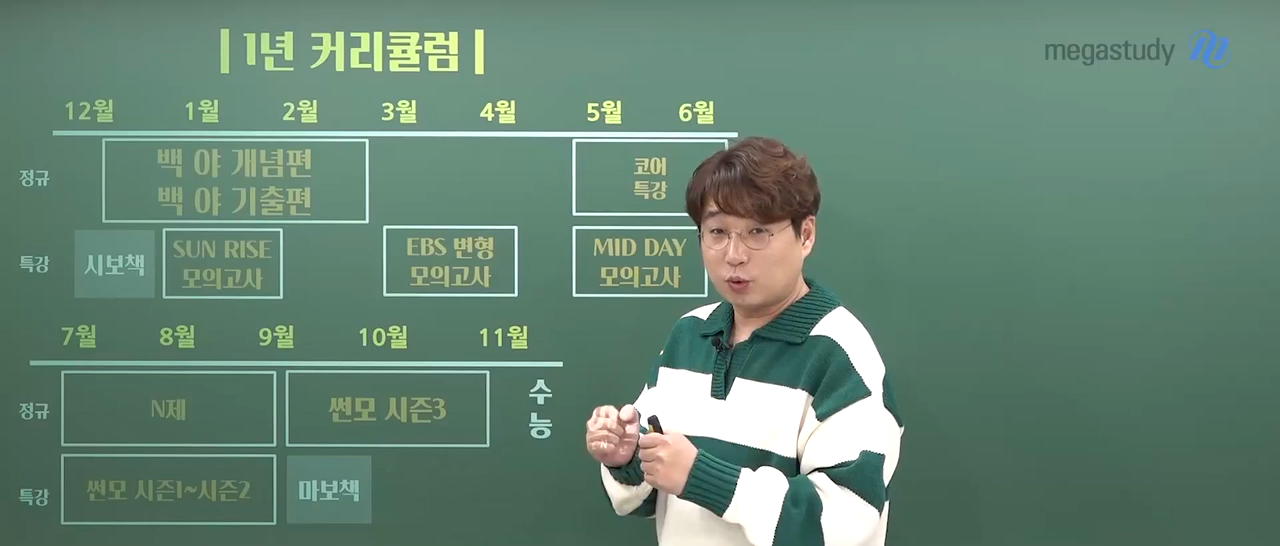 | 1년 커리큘럼 |
megastudy
12월 1월 2월 3월 4월 5월 6월
정규
백 야 개념편
백 야 기출편
코어
특강
특강
시보책
SUN RISE
모의고사
EBS 변형
모의고사
MID DAY
모의고사
7월 8월 9월 10월 11월
정규
N제
썬모 시즌3
수
능
특강
썬모 시즌1~시즌2
마보책